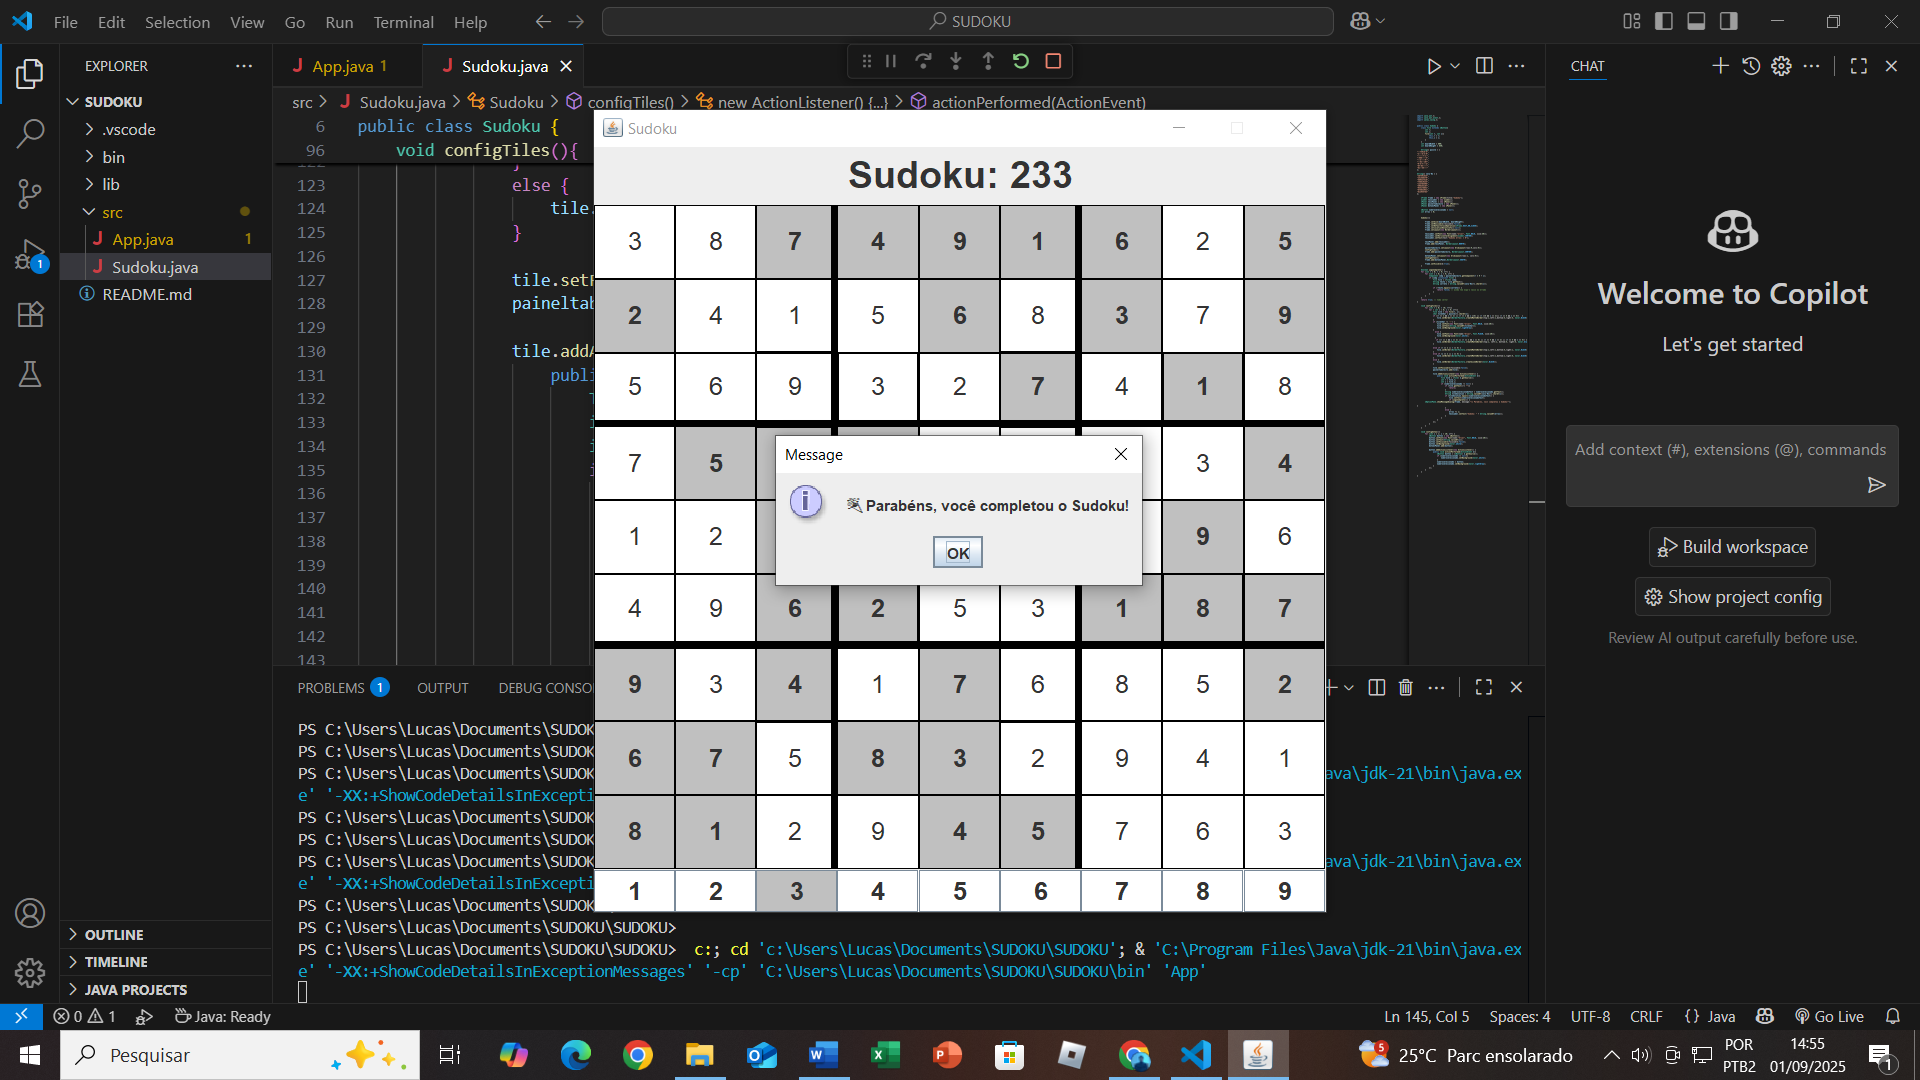 File Edit Selection View Go Run Terminal Help
SUDOKU
EXPLORER
SUDOKU
.vscode
bin
lib
src
App.java 1
Sudoku.java
README.md
OUTLINE
TIMELINE
JAVA PROJECTS
App.java 1
Sudoku.java
src > Sudoku.java > Sudoku > configTiles() > new ActionListener() {...} > actionPerformed(ActionEvent)
6 public class Sudoku {
96 void configTiles(){
123 else {
124 tile.
125 }
126
127 tile.set
128 paineltab
129
130 tile.addA
131 publi
132
133
134
135
136
137
138
139
140
141
142
143
Sudoku
Sudoku: 233
3 8 7 4 9 1 6 2 5
2 4 1 5 6 8 3 7 9
5 6 9 3 2 7 4 1 8
7 5 3 4
1 2 9 6
4 9 6 2 5 3 1 8 7
9 3 4 1 7 6 8 5 2
6 7 5 8 3 2 9 4 1
8 1 2 9 4 5 7 6 3
1 2 3 4 5 6 7 8 9
Message
Parabéns, você completou o Sudoku!
OK
PROBLEMS 1 OUTPUT DEBUG CONSO
PS C:\Users\Lucas\Documents\SUDOK
PS C:\Users\Lucas\Documents\SUDOK
PS C:\Users\Lucas\Documents\SUDOK ava\jdk-21\bin\java.ex
e' '-XX:+ShowCodeDetailsInExcepti
PS C:\Users\Lucas\Documents\SUDOK
PS C:\Users\Lucas\Documents\SUDOK
PS C:\Users\Lucas\Documents\SUDOK ava\jdk-21\bin\java.ex
e' '-XX:+ShowCodeDetailsInExcepti
PS C:\Users\Lucas\Documents\SUDOK
PS C:\Users\Lucas\Documents\SUDOKU\SUDOKU>
PS C:\Users\Lucas\Documents\SUDOKU\SUDOKU> c:; cd 'c:\Users\Lucas\Documents\SUDOKU\SUDOKU'; & 'C:\Program Files\Java\jdk-21\bin\java.ex
e' '-XX:+ShowCodeDetailsInExceptionMessages' '-cp' 'C:\Users\Lucas\Documents\SUDOKU\SUDOKU\bin' 'App'
CHAT
Welcome to Copilot
Let's get started
Add context (#), extensions (@), commands
Build workspace
Show project config
Review AI output carefully before use.
0 1 Java: Ready
Ln 145, Col 5 Spaces: 4 UTF-8 CRLF {} Java Go Live
Pesquisar
25°C Parc ensolarado
POR
PTB2
14:55
01/09/2025